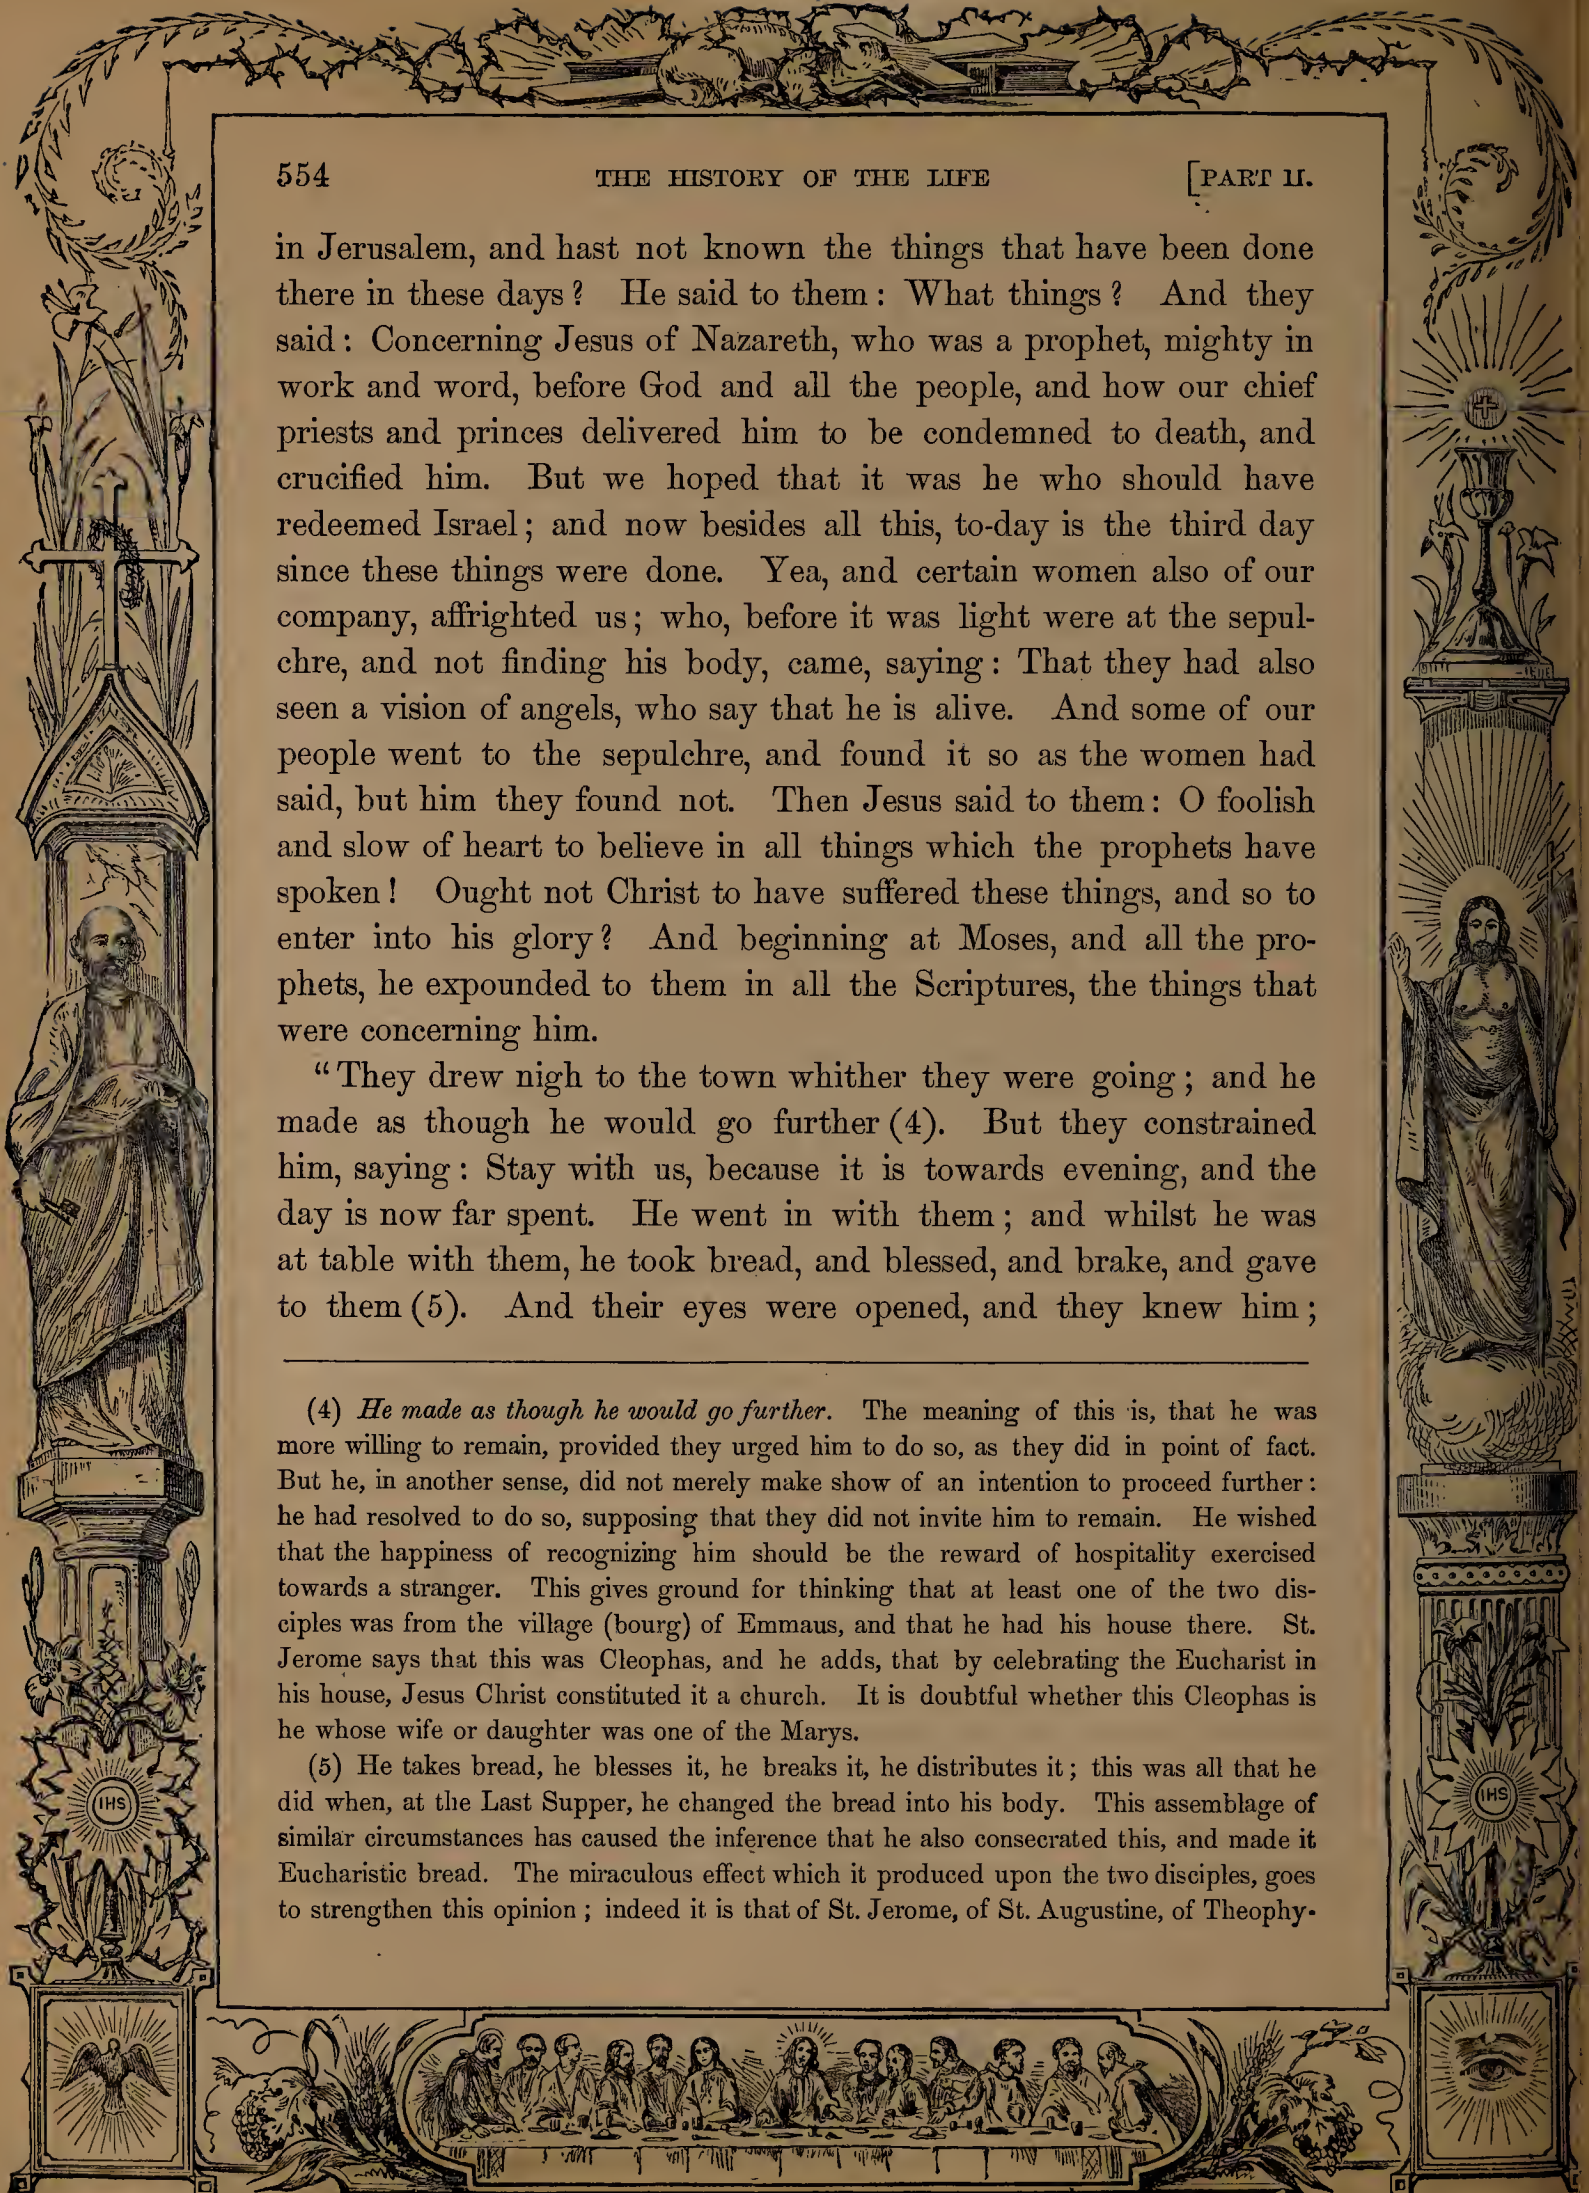 554 THE HISTORY OF THE LIFE [PART II.
in Jerusalem, and hast not known the things that have been done
there in these days? He said to them: What things? And they
said: Concerning Jesus of Nazareth, who was a prophet, mighty in
work and word, before God and all the people, and how our chief
priests and princes delivered him to be condemned to death, and
crucified him. But we hoped that it was he who should have
redeemed Israel; and now besides all this, to-day is the third day
since these things were done. Yea, and certain women also of our
company, affrighted us; who, before it was light were at the sepul-
chre, and not finding his body, came, saying: That they had also
seen a vision of angels, who say that he is alive. And some of our
people went to the sepulchre, and found it so as the women had
said, but him they found not. Then Jesus said to them: O foolish
and slow of heart to believe in all things which the prophets have
spoken! Ought not Christ to have suffered these things, and so to
enter into his glory? And beginning at Moses, and all the pro-
phets, he expounded to them in all the Scriptures, the things that
were concerning him.
"They drew nigh to the town whither they were going; and he
made as though he would go further (4). But they constrained
him, saying: Stay with us, because it is towards evening, and the
day is now far spent. He went in with them; and whilst he was
at table with them, he took bread, and blessed, and brake, and gave
to them (5). And their eyes were opened, and they knew him;
(4) He made as though he would go further. The meaning of this is, that he was
more willing to remain, provided they urged him to do so, as they did in point of fact.
But he, in another sense, did not merely make show of an intention to proceed further:
he had resolved to do so, supposing that they did not invite him to remain. He wished
that the happiness of recognizing him should be the reward of hospitality exercised
towards a stranger. This gives ground for thinking that at least one of the two dis-
ciples was from the village (bourg) of Emmaus, and that he had his house there. St.
Jerome says that this was Cleophas, and he adds, that by celebrating the Eucharist in
his house, Jesus Christ constituted it a church. It is doubtful whether this Cleophas is
he whose wife or daughter was one of the Marys.
(5) He takes bread, he blesses it, he breaks it, he distributes it; this was all that he
did when, at the Last Supper, he changed the bread into his body. This assemblage of
similar circumstances has caused the inference that he also consecrated this, and made it
Eucharistic bread. The miraculous effect which it produced upon the two disciples, goes
to strengthen this opinion; indeed it is that of St. Jerome, of St. Augustine, of Theophy-
IHS
IHS